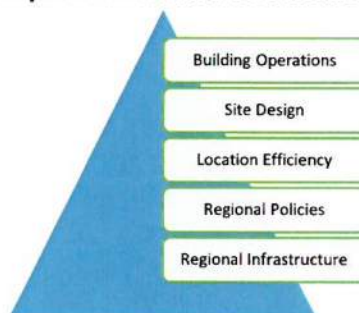 Building Operations
Site Design
Location Efficiency
Regional Policies
Regional Infrastructure